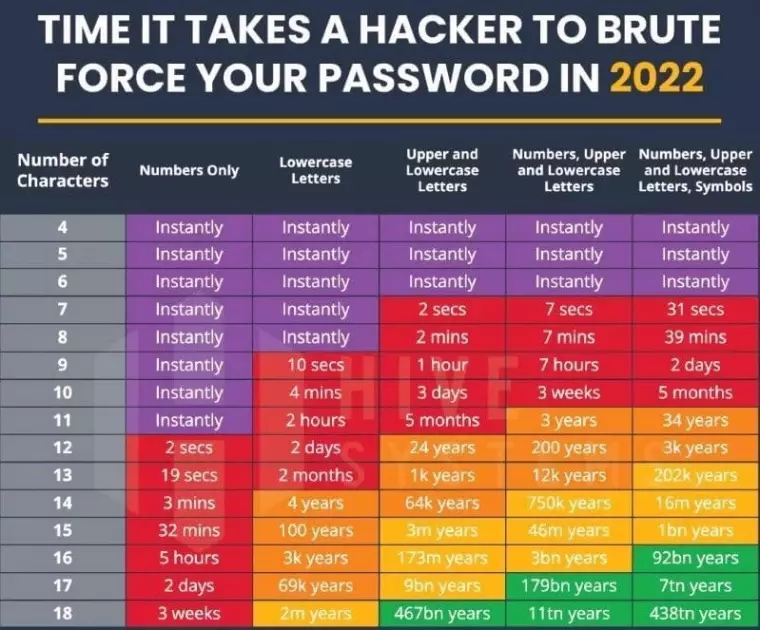 TIME IT TAKES A HACKER TO BRUTE
FORCE YOUR PASSWORD IN 2022
Number of Characters Numbers Only Lowercase Letters Upper and Lowercase Letters Numbers, Upper and Lowercase Letters Numbers, Upper and Lowercase Letters, Symbols
4 Instantly Instantly Instantly Instantly Instantly
5 Instantly Instantly Instantly Instantly Instantly
6 Instantly Instantly Instantly Instantly Instantly
7 Instantly Instantly 2 secs 7 secs 31 secs
8 Instantly Instantly 2 mins 7 mins 39 mins
9 Instantly 10 secs 1 hour 7 hours 2 days
10 Instantly 4 mins 3 days 3 weeks 5 months
11 Instantly 2 hours 5 months 3 years 34 years
12 2 secs 2 days 24 years 200 years 3k years
13 19 secs 2 months 1k years 12k years 202k years
14 3 mins 4 years 64k years 750k years 16m years
15 32 mins 100 years 3m years 46m years 1bn years
16 5 hours 3k years 173m years 3bn years 92bn years
17 2 days 69k years 9bn years 179bn years 7tn years
18 3 weeks 2m years 467bn years 11tn years 438tn years
HIVE
SYSTEMS